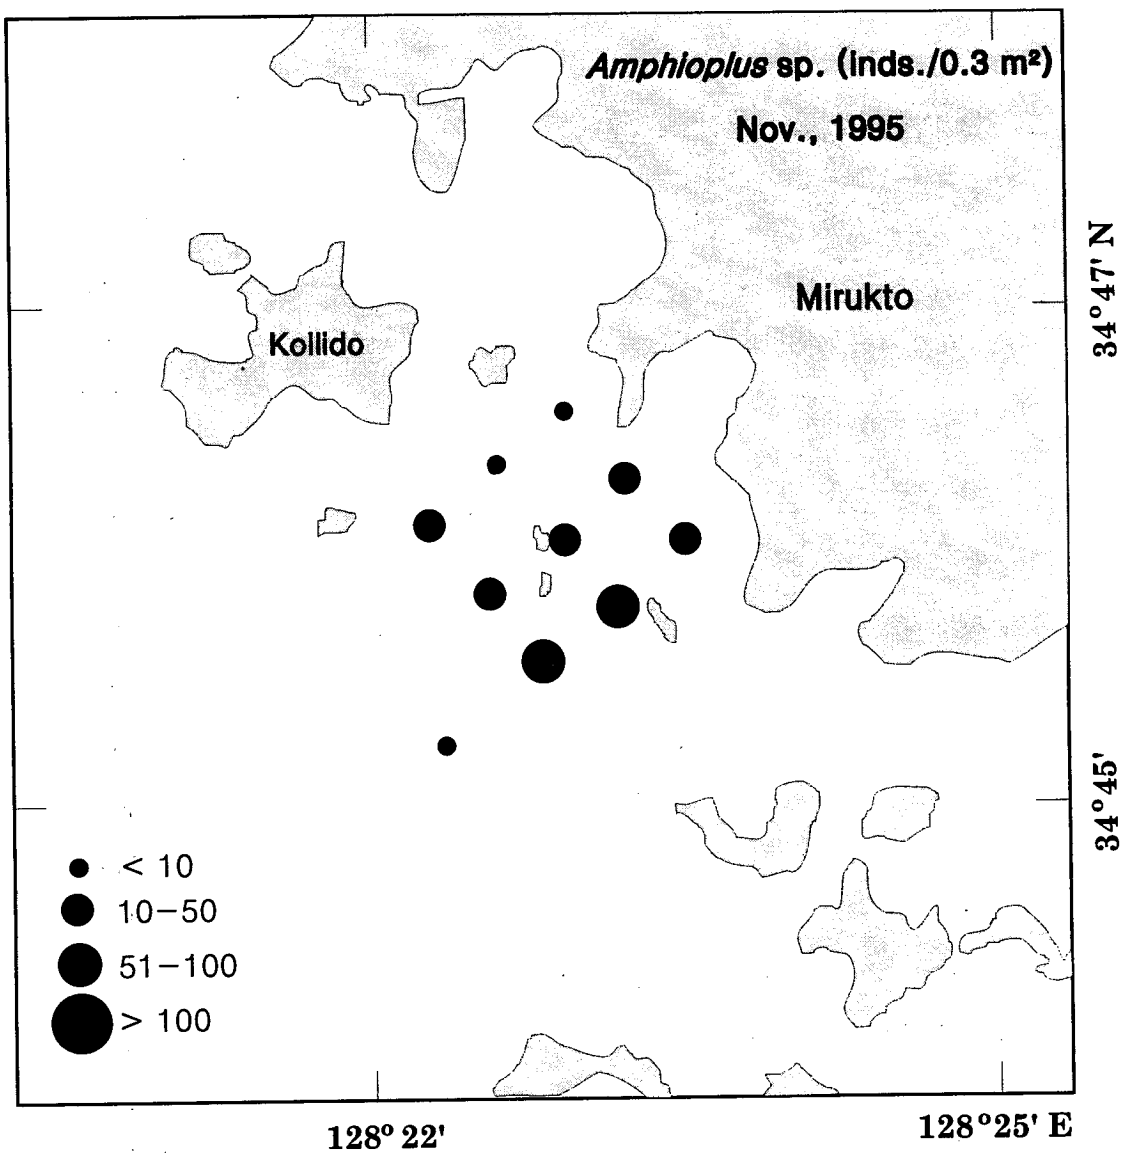 Amphioplus sp. (inds./0.3 m²)
Nov., 1995
34°47' N
Mirukto
Kollido
34°45'
< 10
10-50
51-100
> 100
128° 22'
128°25' E